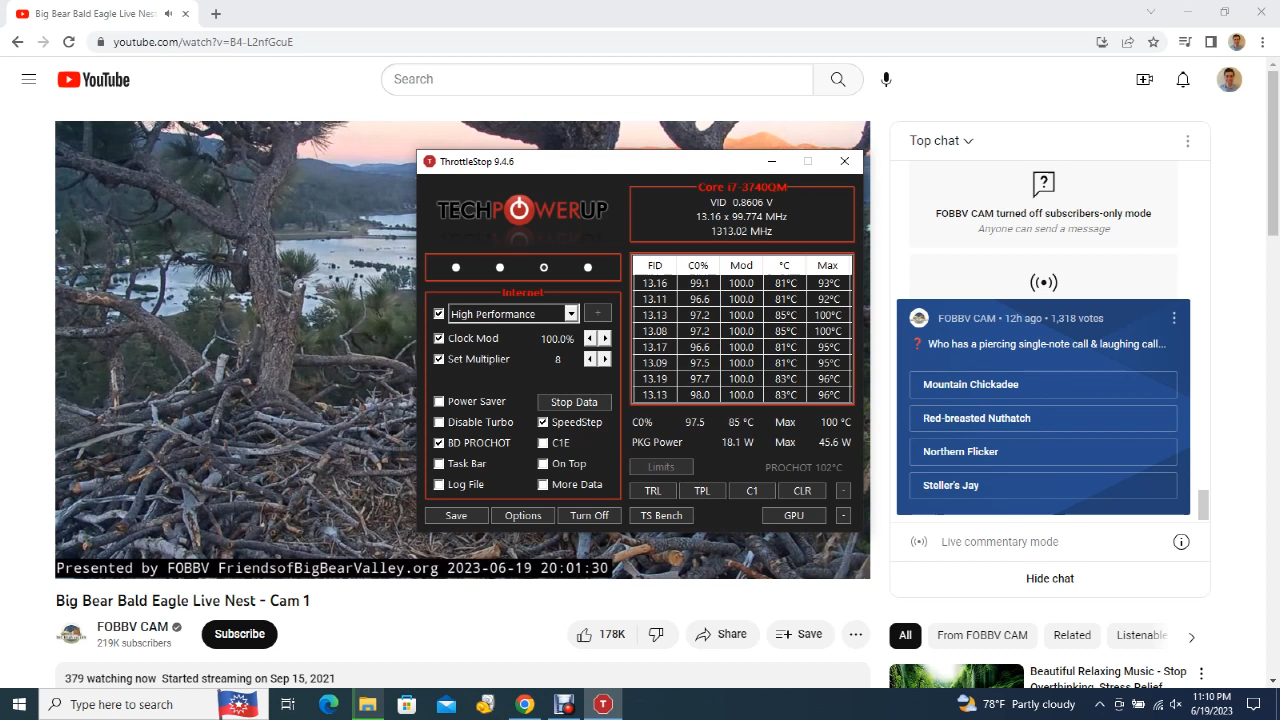 Big Bear Bald Eagle Live Nes
youtube.com/watch?v=B4-L2nfGcuE
YouTube
Search
ThrottleStop 9.4.6
TECHPOWERUP
Core i7-3740QM
VID 0.8606 V
13.16 x 99.774 MHz
1313.02 MHz
FID C0% Mod °C Max
13.16 99.1 100.0 81°C 93°C
13.11 96.6 100.0 81°C 92°C
13.13 97.2 100.0 85°C 100°C
13.08 97.2 100.0 85°C 100°C
13.17 96.6 100.0 81°C 95°C
13.09 97.5 100.0 81°C 95°C
13.19 97.7 100.0 83°C 96°C
13.13 98.0 100.0 83°C 96°C
C0% 97.5 85 °C Max 100 °C
PKG Power 18.1 W Max 45.6 W
Limits PROCHOT 102°C
TRL TPL C1 CLR -
TS Bench GPU -
Internet
High Performance +
Clock Mod 100.0%
Set Multiplier 8
Power Saver Stop Data
Disable Turbo SpeedStep
BD PROCHOT C1E
Task Bar On Top
Log File More Data
Save Options Turn Off
Presented by FOBBV FriendsofBigBearValley.org 2023-06-19 20:01:30
Top chat
FOBBV CAM turned off subscribers-only mode
Anyone can send a message
FOBBV CAM • 12h ago • 1,318 votes
❓ Who has a piercing single-note call & laughing call...
Mountain Chickadee
Red-breasted Nuthatch
Northern Flicker
Steller's Jay
Live commentary mode
Hide chat
Big Bear Bald Eagle Live Nest - Cam 1
FOBBV CAM
219K subscribers
Subscribe
178K
Share
Save
379 watching now Started streaming on Sep 15, 2021
All From FOBBV CAM Related Listenable
Beautiful Relaxing Music - Stop
Overthinking, Stress Relief
Type here to search
78°F Partly cloudy
11:10 PM
6/19/2023